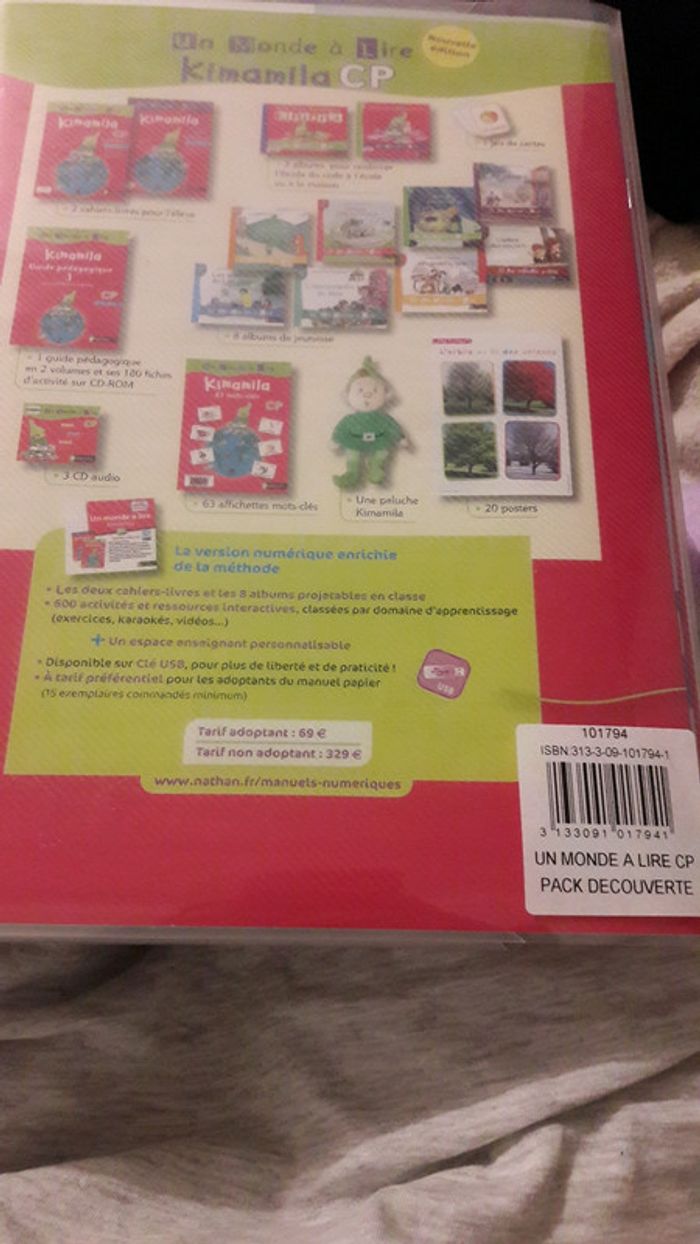 Un Monde à Lire
Kimamila CP
Nouvelle édition
Kimamila
CP
Kimamila
• 2 cahiers-livres pour l'élève
l'étude du code à l'école
ou à la maison
jeu de cartes
Kimamila
Guide pédagogique
1
CP
• 8 albums de jeunesse
• 1 guide pédagogique
en 2 volumes et ses 180 fiches
d'activité sur CD-ROM
Kimamila
CP
• 3 CD audio
• 63 affichettes mots-clés
• Une peluche
Kimamila
• 20 posters
Un monde à lire
La version numérique enrichie
de la méthode
• Les deux cahiers-livres et les 8 albums projetables en classe
• 600 activités et ressources interactives, classées par domaine d'apprentissage
(exercices, karaokés, vidéos...)
+ Un espace enseignant personnalisable
• Disponible sur Clé USB, pour plus de liberté et de praticité !
• À tarif préférentiel pour les adoptants du manuel papier
(15 exemplaires commandés minimum)
USB
Tarif adoptant : 69 €
Tarif non adoptant : 329 €
www.nathan.fr/manuels-numeriques
101794
ISBN:313-3-09-101794-1
3 133091 017941
UN MONDE A LIRE CP
PACK DECOUVERTE